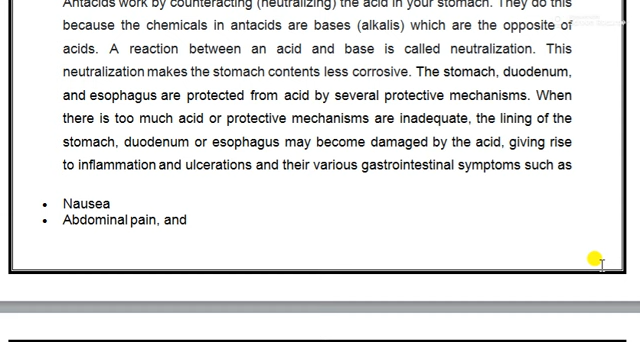 Antacids work by counteracting (neutralizing) the acid in your stomach. They do this
because the chemicals in antacids are bases (alkalis) which are the opposite of
acids. A reaction between an acid and base is called neutralization. This
neutralization makes the stomach contents less corrosive. The stomach, duodenum,
and esophagus are protected from acid by several protective mechanisms. When
there is too much acid or protective mechanisms are inadequate, the lining of the
stomach, duodenum or esophagus may become damaged by the acid, giving rise
to inflammation and ulcerations and their various gastrointestinal symptoms such as
• Nausea
• Abdominal pain, and